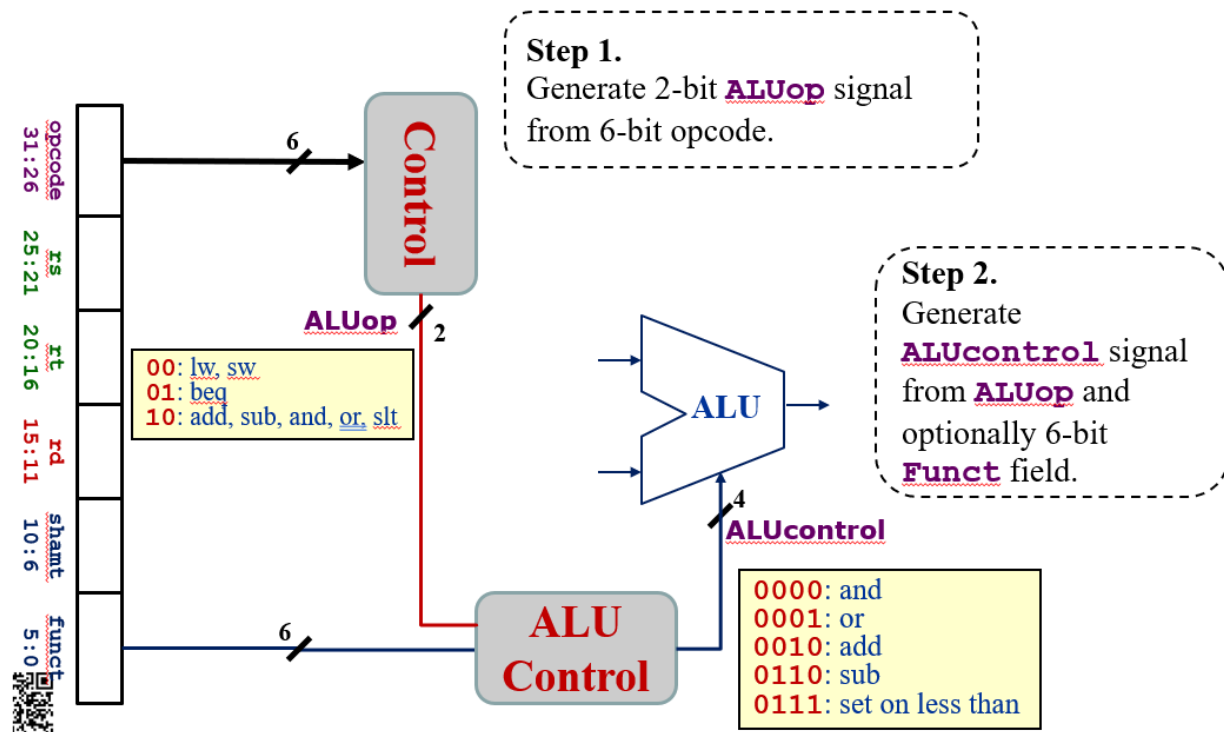 Step 1.
Generate 2-bit ALUop signal
from 6-bit opcode.
opcode
31:26
rs
25:21
rt
20:16
rd
15:11
shamt
10:6
funct
5:0
6
Control
ALUop
2
00: lw, sw
01: beq
10: add, sub, and, or, slt
ALU
4
ALUcontrol
Step 2.
Generate
ALUcontrol signal
from ALUop and
optionally 6-bit
Funct field.
6
ALU
Control
0000: and
0001: or
0010: add
0110: sub
0111: set on less than